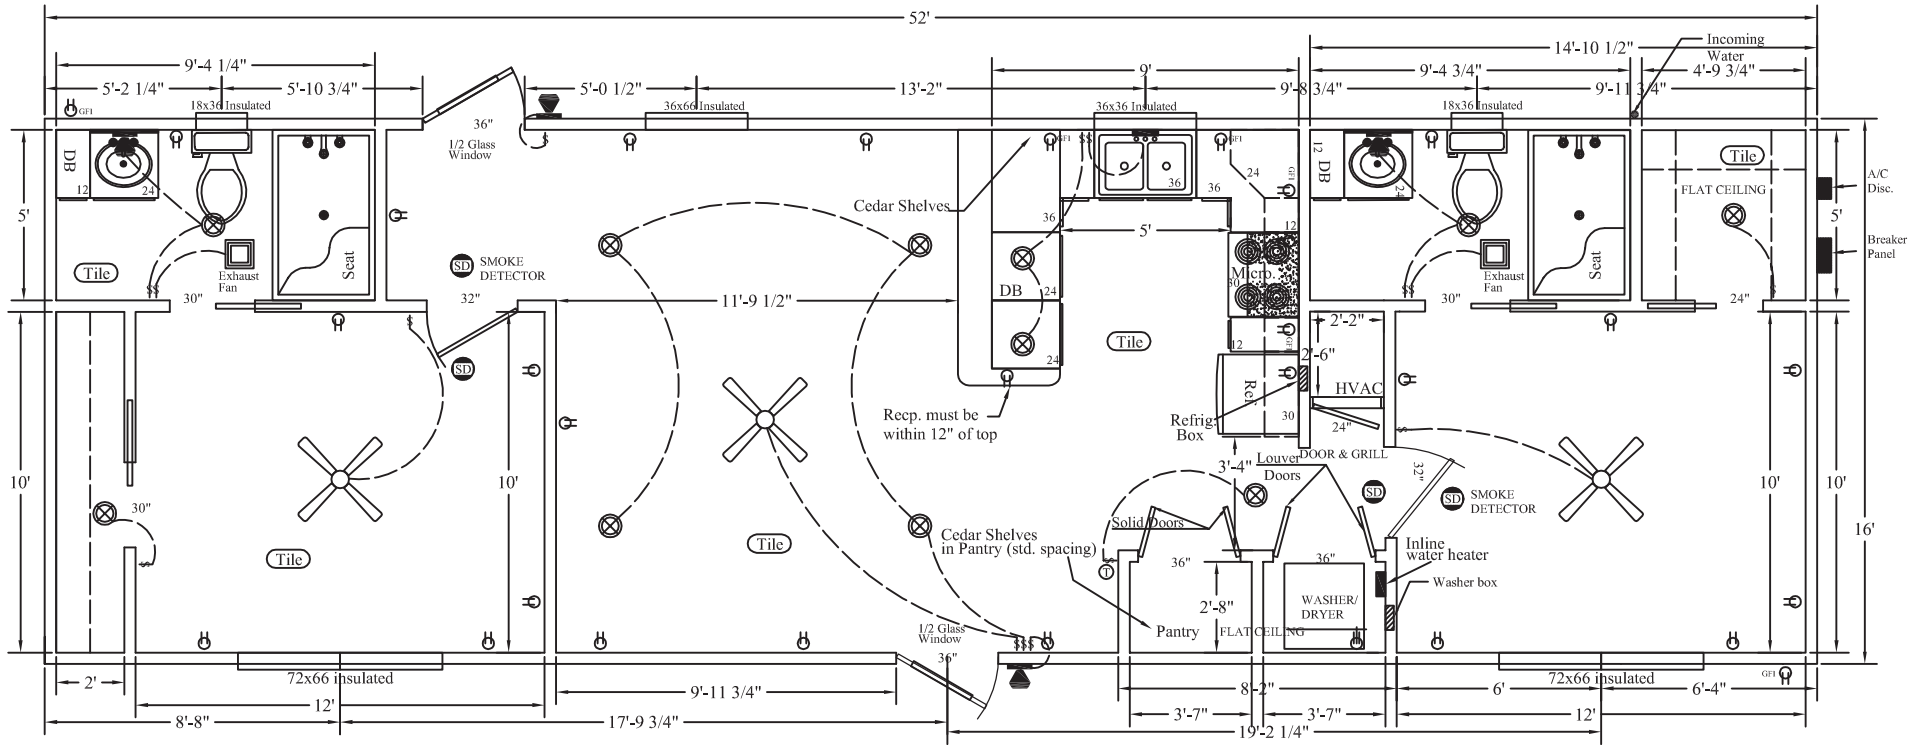 52'
14'-10 1/2"
Incoming
Water
9'-4 1/4"
9'
9'-4 3/4"
4'-9 3/4"
5'-2 1/4"
5'-10 3/4"
5'-0 1/2"
13'-2"
9'-8 3/4"
9'-11 3/4"
GFI
18x36 Insulated
36x66 Insulated
36x36 Insulated
18x36 Insulated
36"
1/2 Glass
Window
$
GFI
$$
DB
12
24
36
36
24
GFI
12
DB
24
Tile
FLAT CEILING
A/C
Disc.
5'
Cedar Shelves
36
5'
12
5'
Breaker
Panel
Tile
Exhaust
Fan
Seat
SD
SMOKE
DETECTOR
Micro.
30
Exhaust
Fan
Seat
$$
30"
32"
11'-9 1/2"
DB
24
$$
30"
24"
$
$
2'-2"
Tile
12
GFI
2'-6"
24
SD
Ref.
30
HVAC
Recp. must be
within 12" of top
Refrig.
Box
24"
$
DOOR & GRILL
10'
10'
30"
3'-4"
Louver
Doors
32"
SD
SD
SMOKE
DETECTOR
10'
10'
16'
Solid Doors
Tile
Tile
Cedar Shelves
in Pantry (std. spacing)
$
$
T
36"
36"
Inline
water heater
Washer box
2'-8"
WASHER/
DRYER
Pantry
FLAT CEILING
1/2 Glass
Window
36"
$$$
72x66 insulated
72x66 insulated
GFI
2'
9'-11 3/4"
8'-2"
6'
6'-4"
12'
3'-7"
3'-7"
12'
8'-8"
17'-9 3/4"
19'-2 1/4"